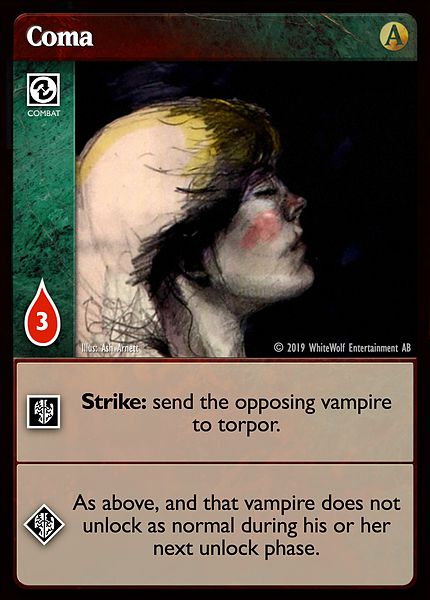 Coma
A
COMBAT
3
Illus: Ash Arnett
© 2019 WhiteWolf Entertainment AB
Strike: send the opposing vampire
to torpor.
As above, and that vampire does not
unlock as normal during his or her
next unlock phase.